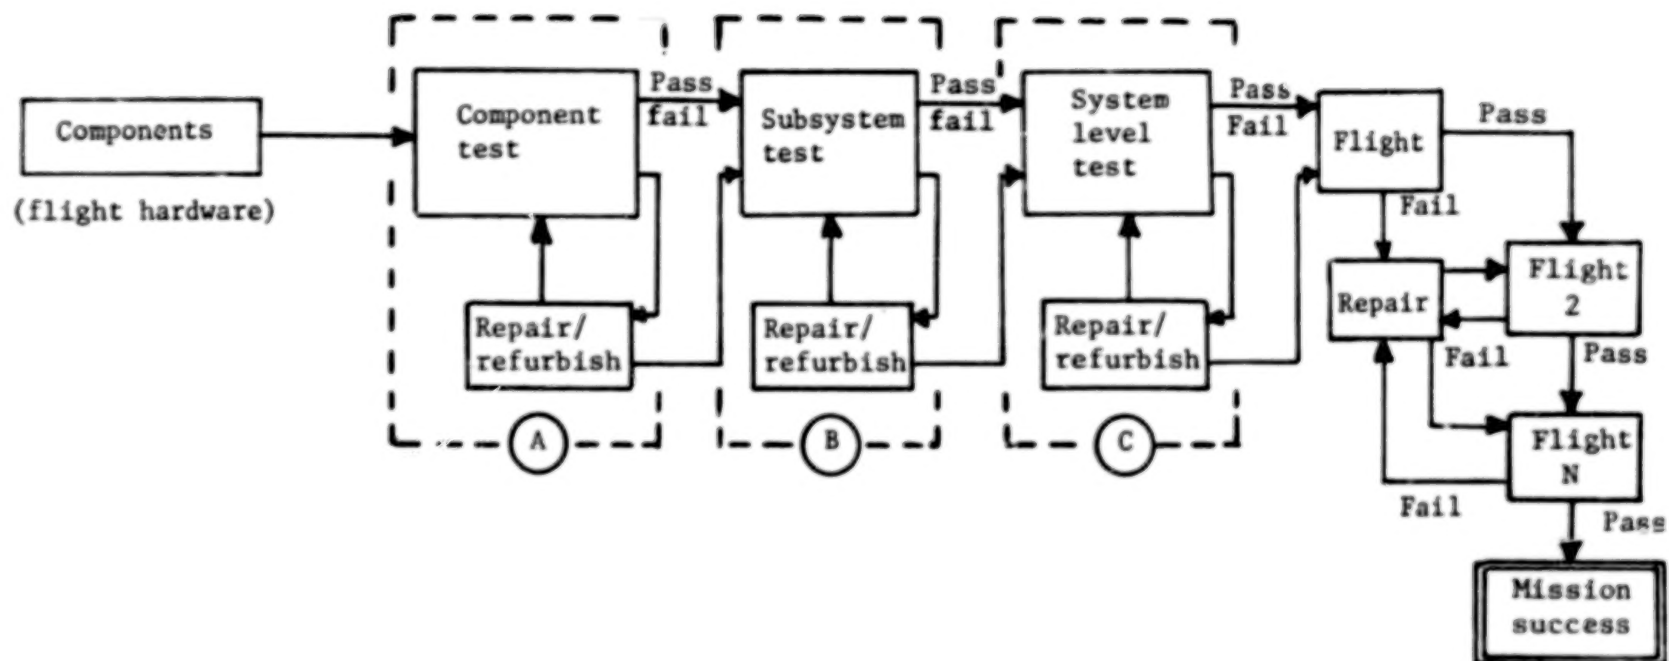 Components
(flight hardware)
Component
test
Pass
fail
Repair/
refurbish
A
Subsystem
test
Pass
fail
Repair/
refurbish
B
System
level
test
Pass
Fail
Repair/
refurbish
C
Flight
Pass
Fail
Repair
Flight
2
Fail
Pass
Flight
N
Fail
Pass
Mission
success